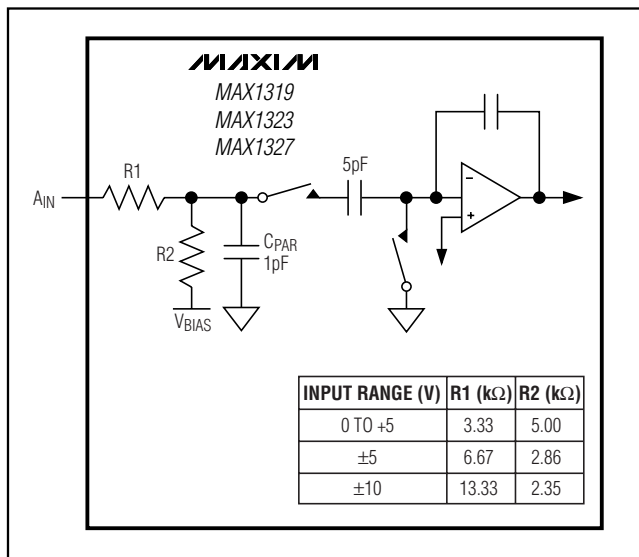 MAXIM
MAX1319
MAX1323
MAX1327
R1
5pF
−
+
AIN
R2
CPAR
1pF
VBIAS
INPUT RANGE (V) R1 (kΩ) R2 (kΩ)
0 TO +5 3.33 5.00
±5 6.67 2.86
±10 13.33 2.35